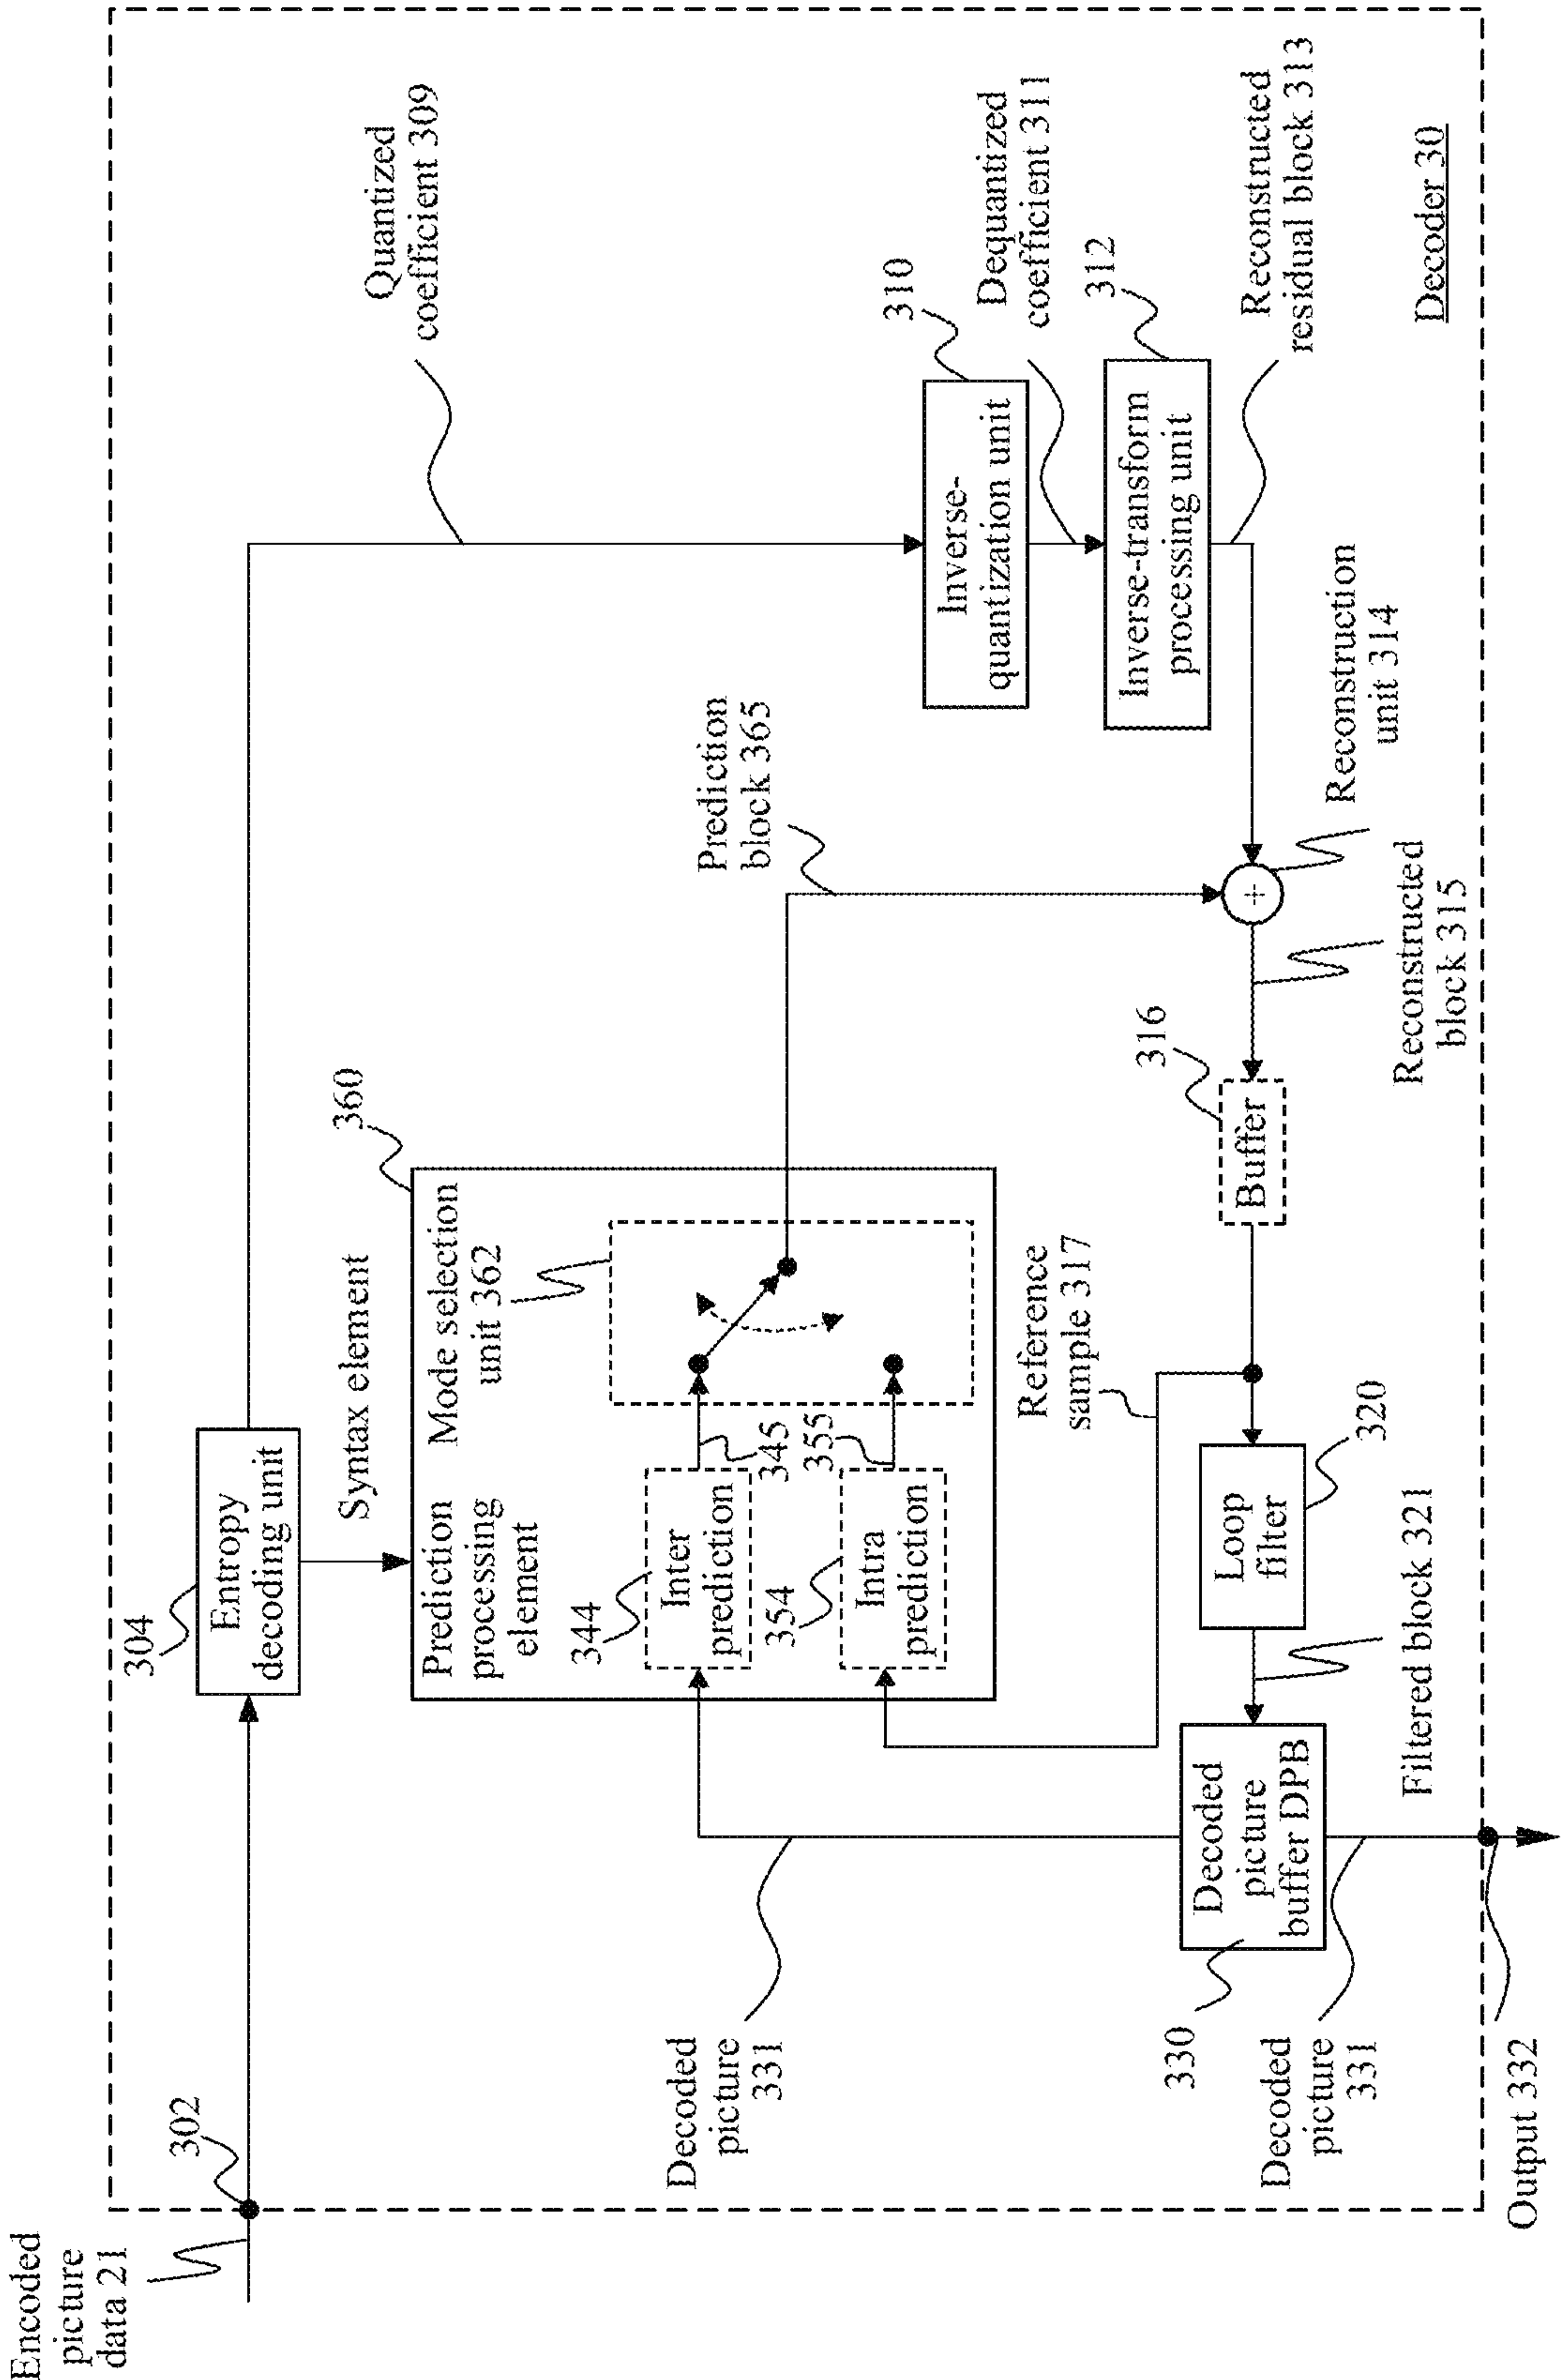 Encoded
picture
data 21
302
304
Entropy
decoding unit
Syntax element
Quantized
coefficient 309
360
Prediction
processing
element
Mode selection
unit 362
344
Inter
prediction
345
354
Intra
prediction
355
Prediction
block 365
310
Inverse-
quantization unit
Dequantized
coefficient 311
312
Inverse-transform
processing unit
Reconstructed
residual block 313
Decoded
picture
331
Reference
sample 317
330
Decoded
picture
buffer DPB
Filtered block 321
Loop
filter
320
Buffer
316
+
Reconstruction
unit 314
Reconstructed
block 315
Decoded
picture
331
Output 332
Decoder 30